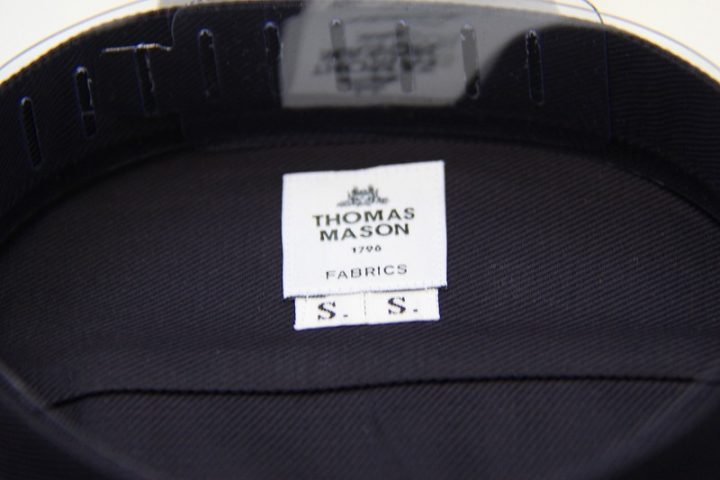 THOMAS
MASON
1796
FABRICS
S. S.